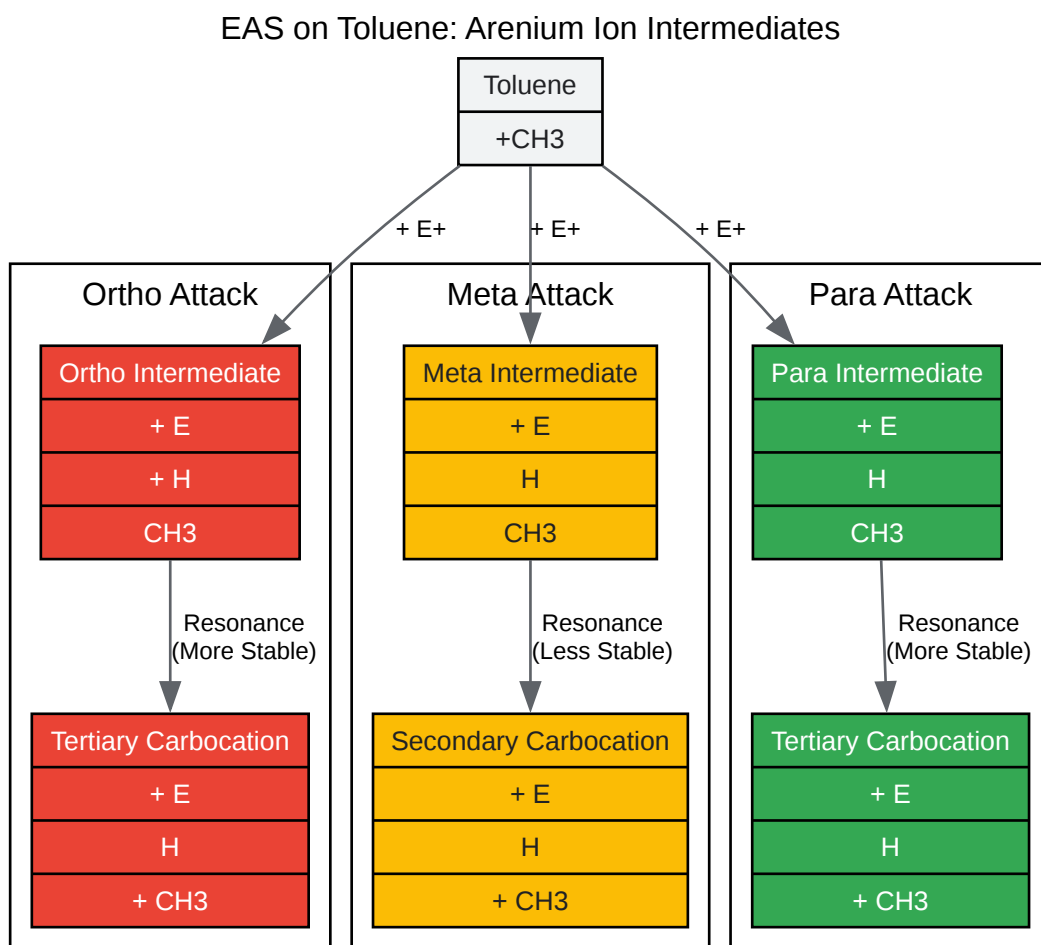 EAS on Toluene: Arenium Ion Intermediates
Toluene
+CH3
+ E+
+ E+
+ E+
Ortho Attack
Meta Attack
Para Attack
Ortho Intermediate
+ E
+ H
CH3
Meta Intermediate
+ E
H
CH3
Para Intermediate
+ E
H
CH3
Resonance
(More Stable)
Resonance
(Less Stable)
Resonance
(More Stable)
Tertiary Carbocation
+ E
H
+ CH3
Secondary Carbocation
+ E
H
+ CH3
Tertiary Carbocation
+ E
H
+ CH3